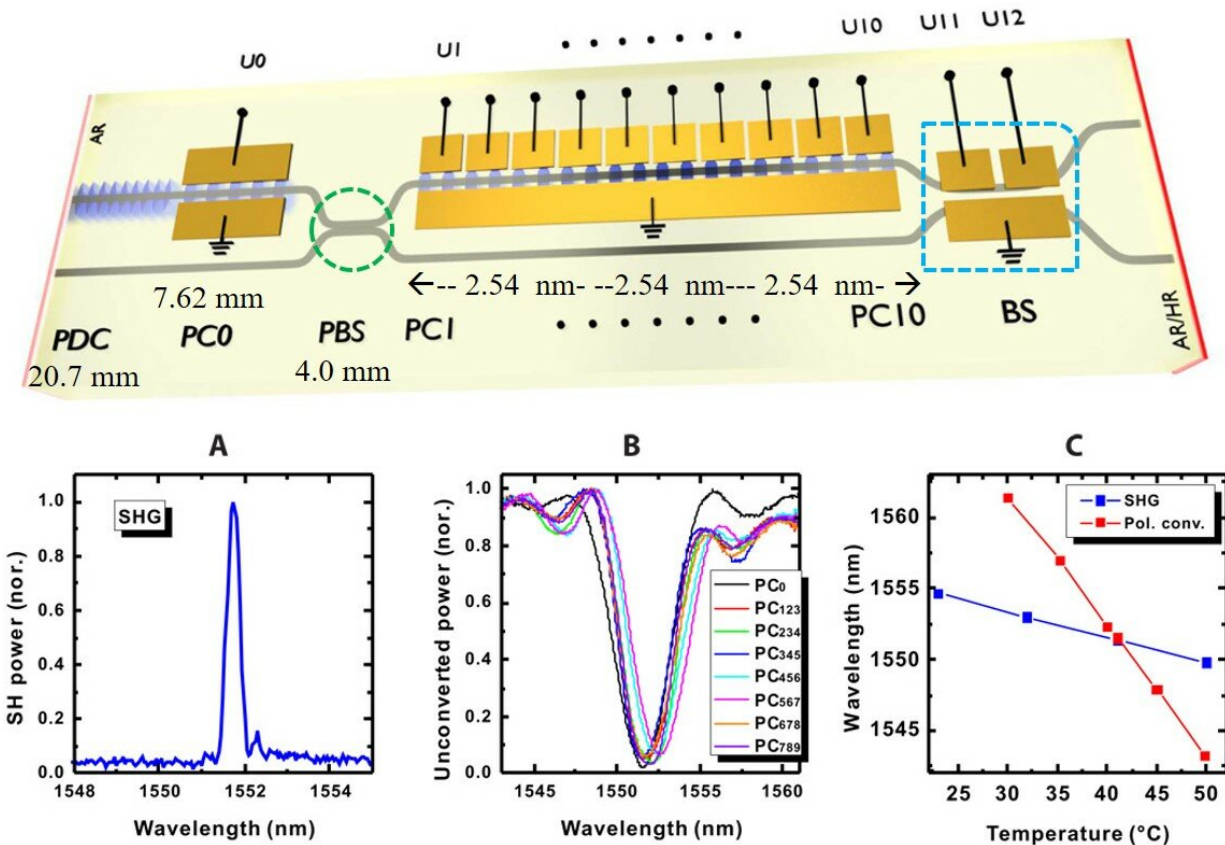 U0
U1
.......
U10
U11
U12
AR
7.62 mm
<-- 2.54 nm- --2.54 nm--- 2.54 nm- ->
PDC
PC0
PBS
PC1
.......
PC10
BS
AR/HR
20.7 mm
4.0 mm
A
SH power (nor.)
1.0
0.8
0.6
0.4
0.2
0.0
SHG
1548
1550
1552
1554
Wavelength (nm)
B
Unconverted power (nor.)
1.0
0.8
0.6
0.4
0.2
0.0
PC0
PC123
PC234
PC345
PC456
PC567
PC678
PC789
1545
1550
1555
1560
Wavelength (nm)
C
Wavelength (nm)
1560
1555
1550
1545
SHG
Pol. conv.
25
30
35
40
45
50
Temperature (°C)